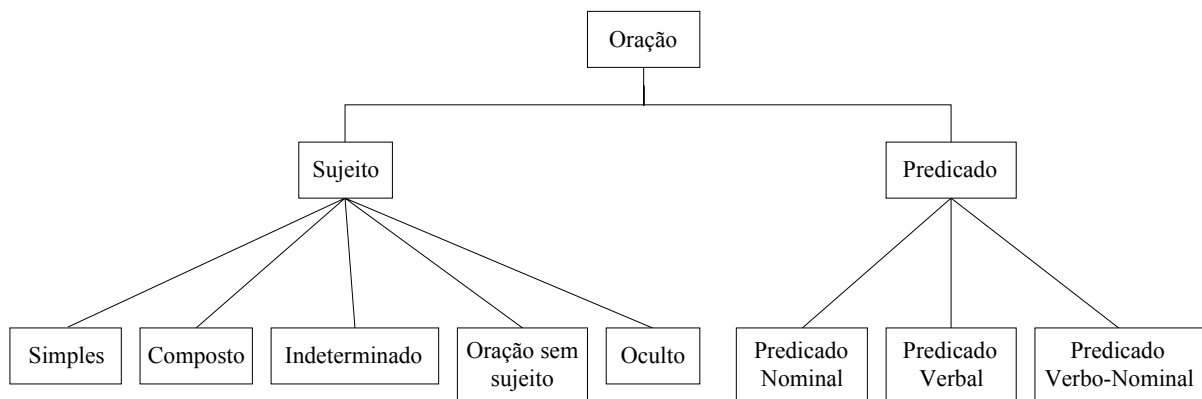 Oração
Sujeito
Predicado
Simples
Composto
Indeterminado
Oração sem
sujeito
Oculto
Predicado
Nominal
Predicado
Verbal
Predicado
Verbo-Nominal